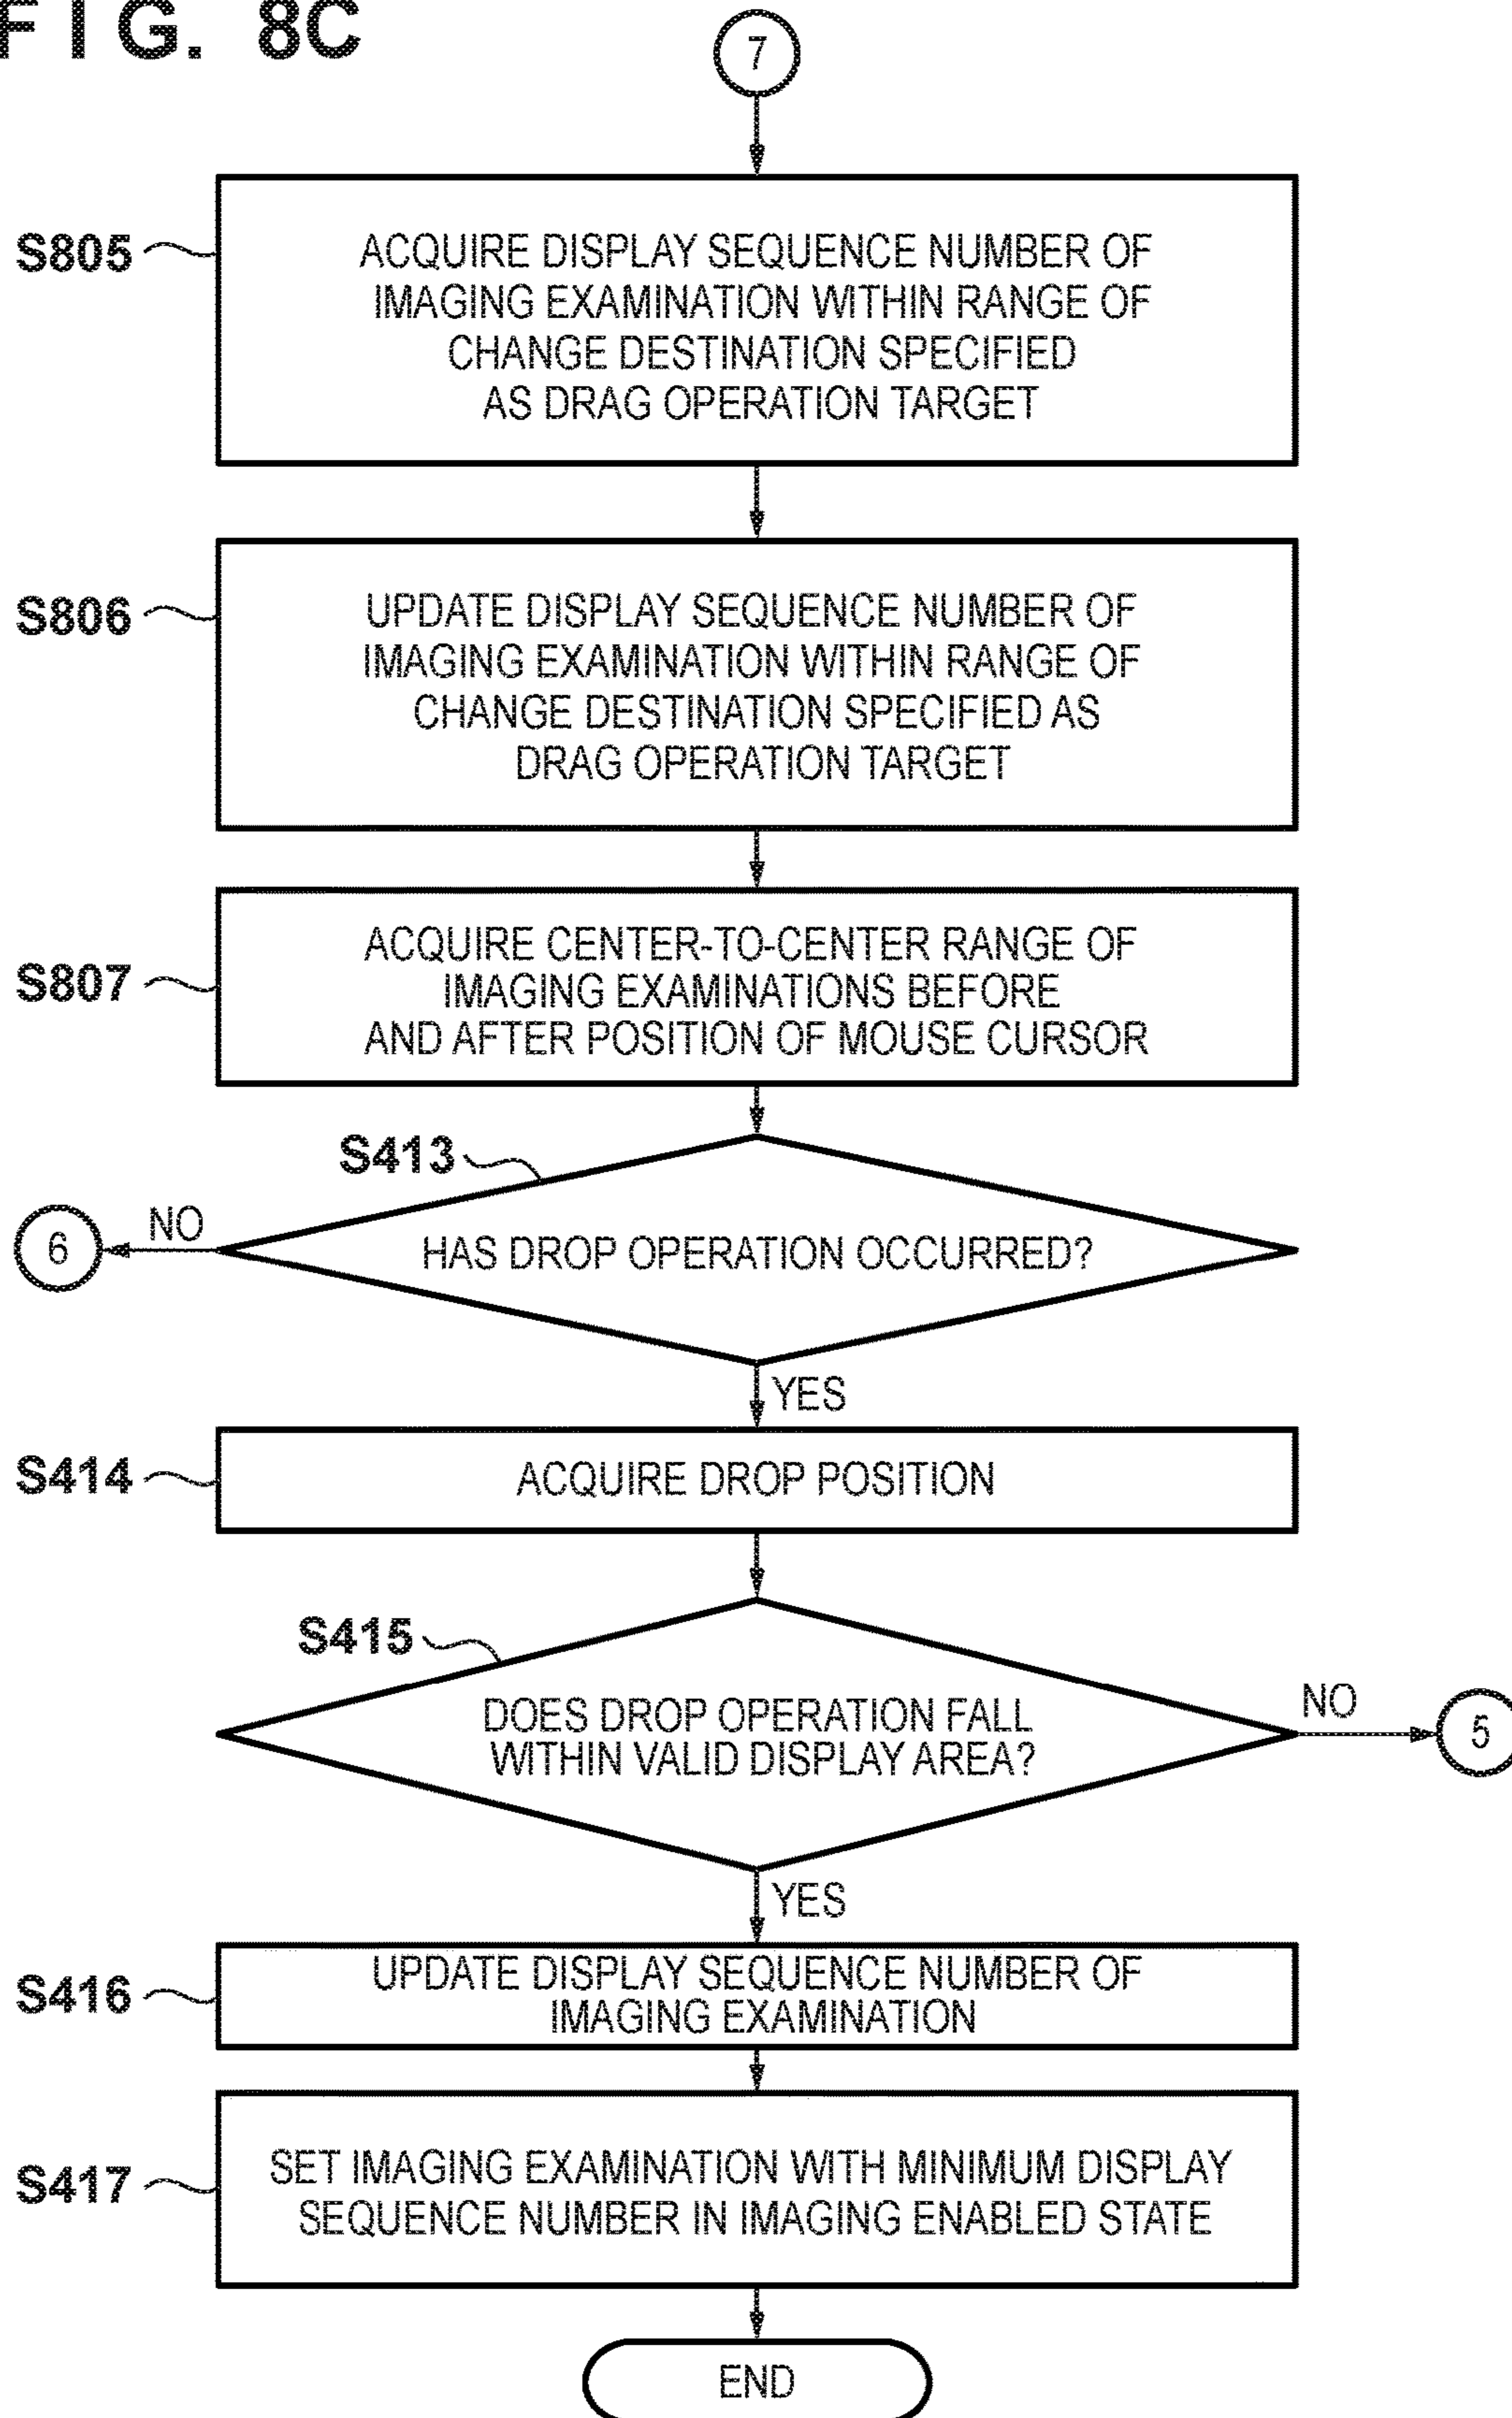 FIG. 8C
7
S805
ACQUIRE DISPLAY SEQUENCE NUMBER OF
IMAGING EXAMINATION WITHIN RANGE OF
CHANGE DESTINATION SPECIFIED
AS DRAG OPERATION TARGET
S806
UPDATE DISPLAY SEQUENCE NUMBER OF
IMAGING EXAMINATION WITHIN RANGE OF
CHANGE DESTINATION SPECIFIED AS
DRAG OPERATION TARGET
S807
ACQUIRE CENTER-TO-CENTER RANGE OF
IMAGING EXAMINATIONS BEFORE
AND AFTER POSITION OF MOUSE CURSOR
S413
6
NO
HAS DROP OPERATION OCCURRED?
YES
S414
ACQUIRE DROP POSITION
S415
DOES DROP OPERATION FALL
WITHIN VALID DISPLAY AREA?
NO
5
YES
S416
UPDATE DISPLAY SEQUENCE NUMBER OF
IMAGING EXAMINATION
S417
SET IMAGING EXAMINATION WITH MINIMUM DISPLAY
SEQUENCE NUMBER IN IMAGING ENABLED STATE
END